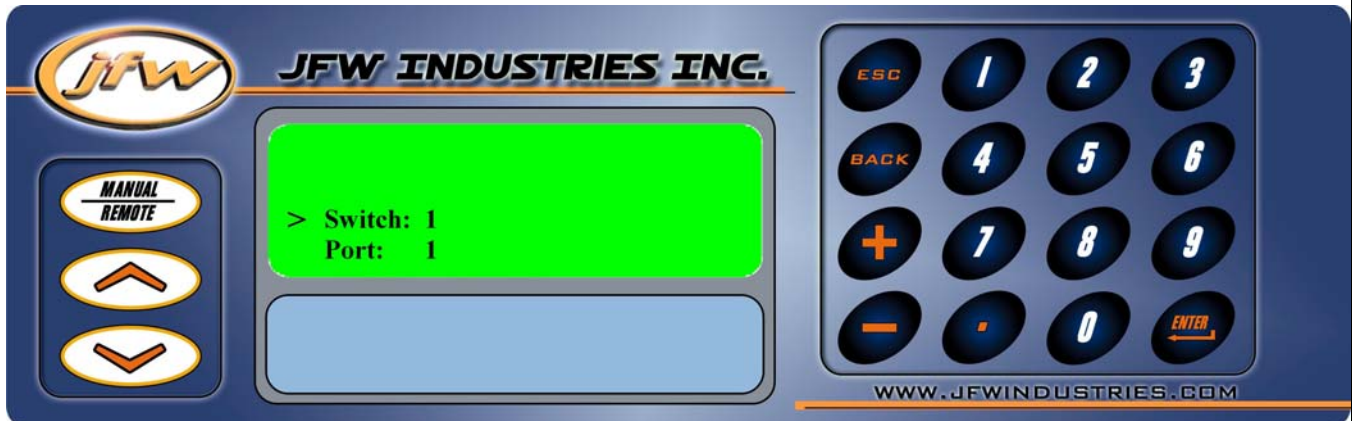 jfw
JFW INDUSTRIES INC.
MANUAL
REMOTE
> Switch: 1
Port: 1
ESC 1 2 3
BACK 4 5 6
+ 7 8 9
- . 0 ENTER
WWW.JFWINDUSTRIES.COM